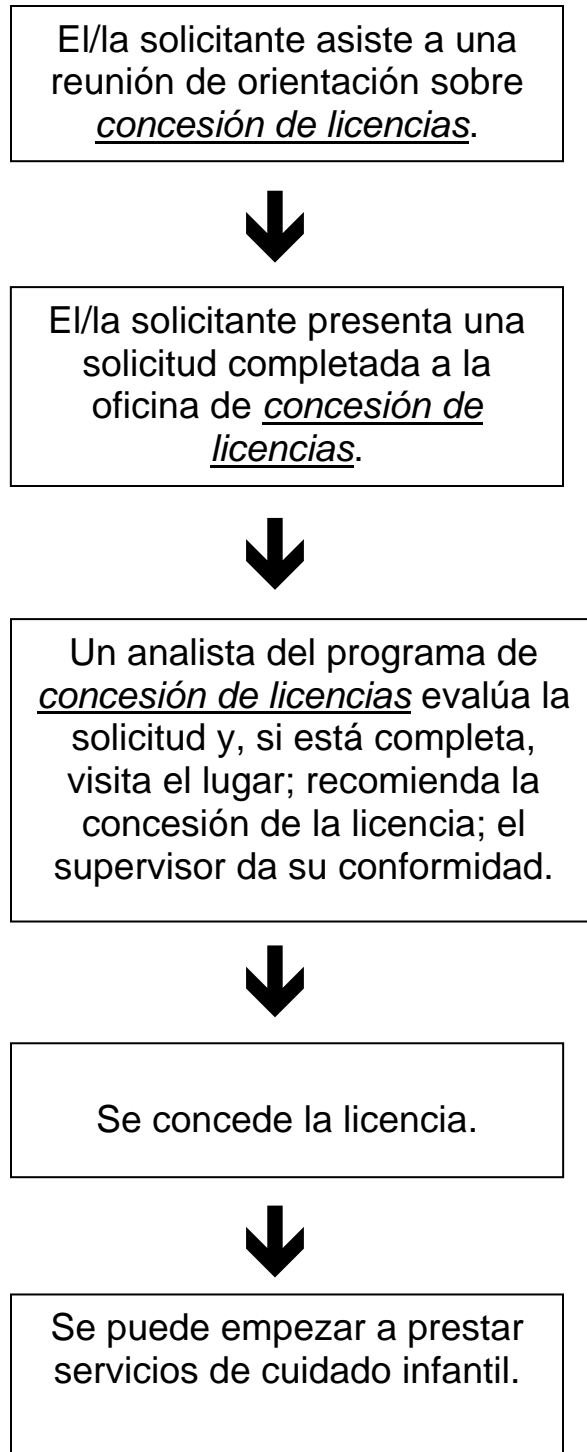 El/la solicitante asiste a una
reunión de orientación sobre
concesión de licencias.
El/la solicitante presenta una
solicitud completada a la
oficina de concesión de
licencias.
Un analista del programa de
concesión de licencias evalúa la
solicitud y, si está completa,
visita el lugar; recomienda la
concesión de la licencia; el
supervisor da su conformidad.
Se concede la licencia.
Se puede empezar a prestar
servicios de cuidado infantil.